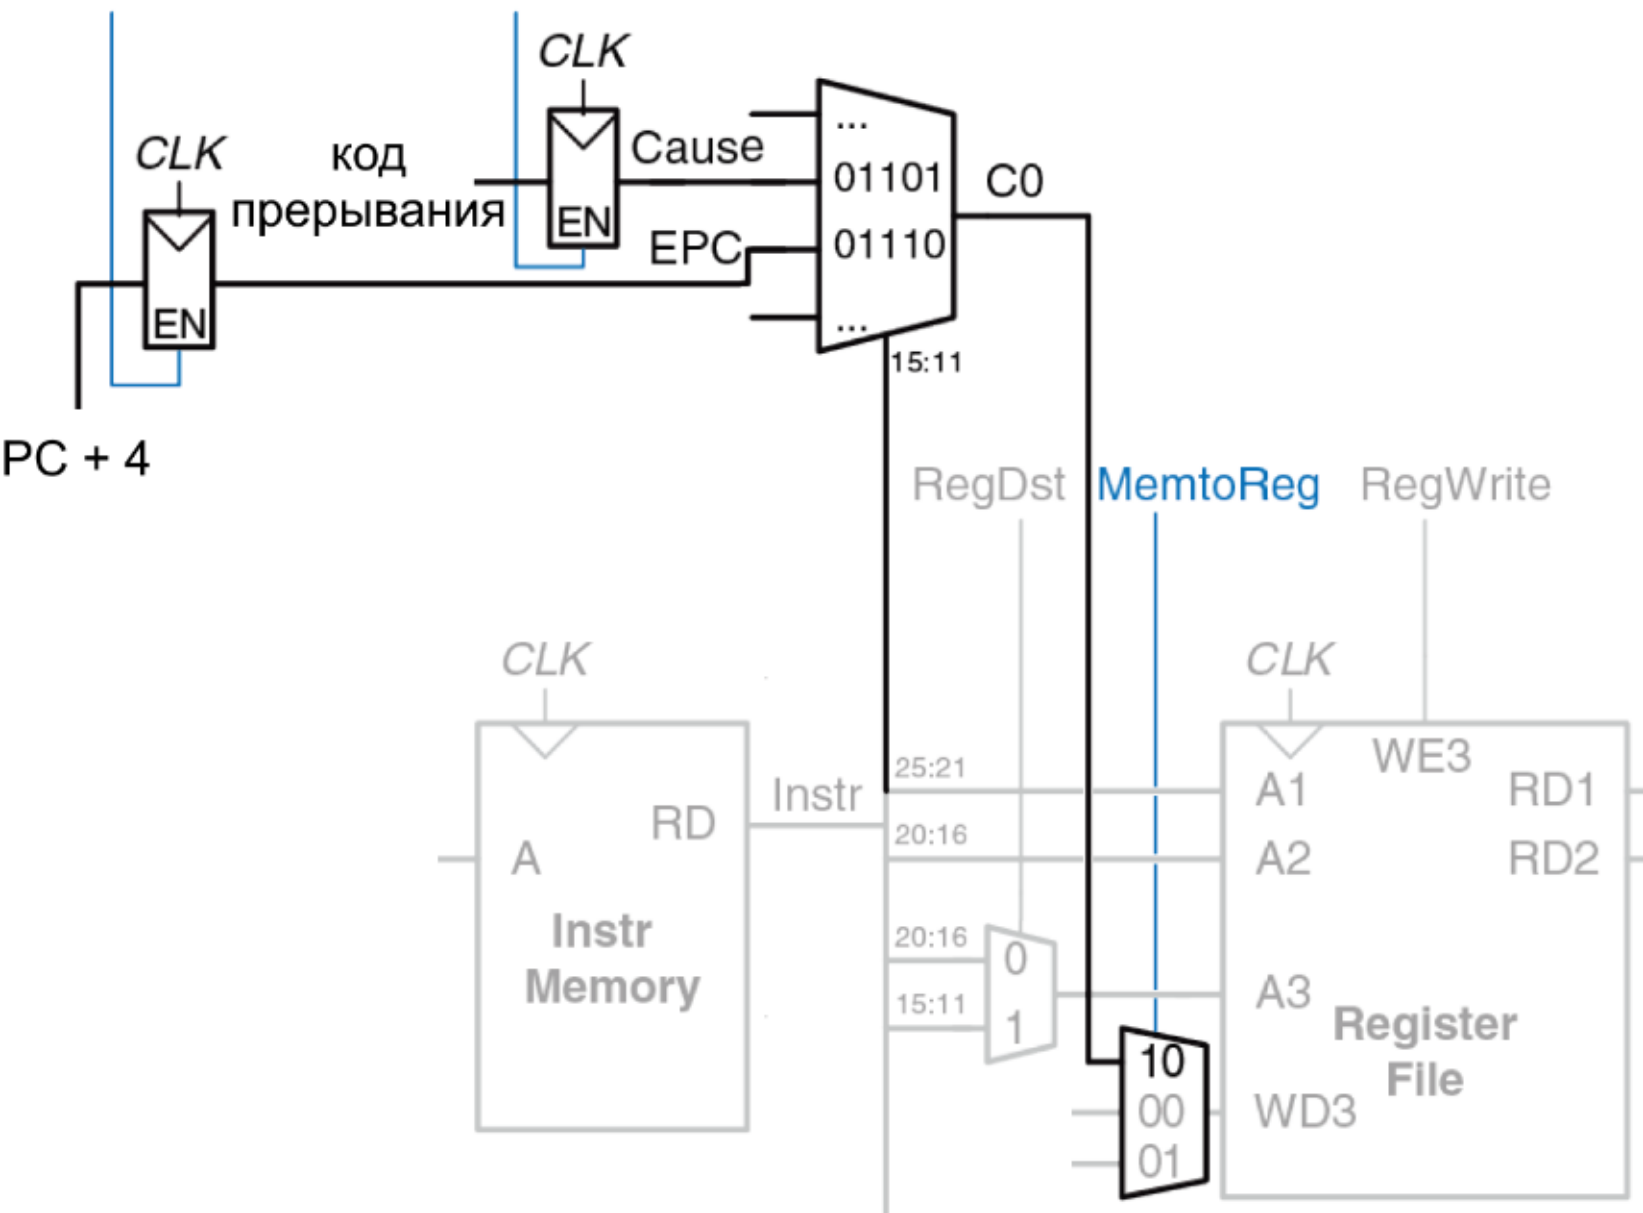 CLK
CLK
код
прерывания
Cause
...
01101
C0
EN
EPC
01110
EN
...
15:11
PC + 4
RegDst
MemtoReg
RegWrite
CLK
CLK
25:21
WE3
A1
RD1
Instr
RD
20:16
A
A2
RD2
Instr
Memory
20:16
0
15:11
1
A3
Register
File
10
00
WD3
01